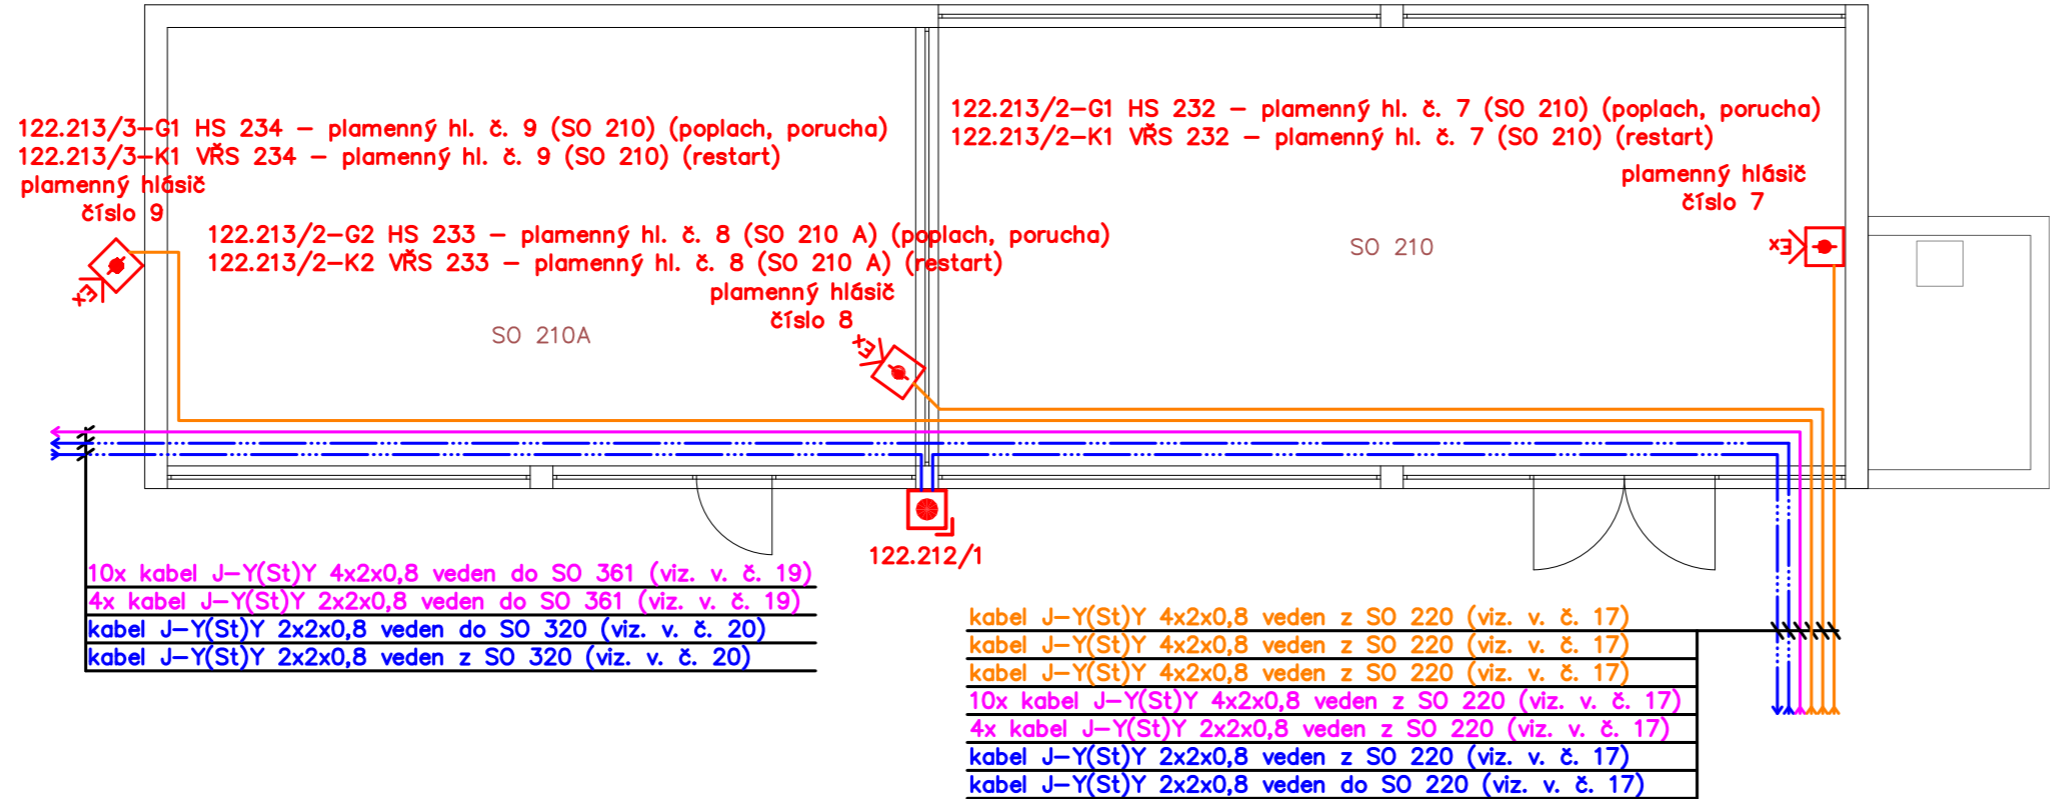 122.213/3-G1 HS 234 – plamenný hl. č. 9 (SO 210) (poplach, porucha)
122.213/3-K1 VŘS 234 – plamenný hl. č. 9 (SO 210) (restart)
plamenný hlásič
číslo 9
122.213/2-G1 HS 232 – plamenný hl. č. 7 (SO 210) (poplach, porucha)
122.213/2-K1 VŘS 232 – plamenný hl. č. 7 (SO 210) (restart)
plamenný hlásič
číslo 7
122.213/2-G2 HS 233 – plamenný hl. č. 8 (SO 210 A) (poplach, porucha)
122.213/2-K2 VŘS 233 – plamenný hl. č. 8 (SO 210 A) (restart)
plamenný hlásič
číslo 8
SO 210
SO 210A
Ex
Ex
Ex
122.212/1
10x kabel J-Y(St)Y 4x2x0,8 veden do SO 361 (viz. v. č. 19)
4x kabel J-Y(St)Y 2x2x0,8 veden do SO 361 (viz. v. č. 19)
kabel J-Y(St)Y 2x2x0,8 veden do SO 320 (viz. v. č. 20)
kabel J-Y(St)Y 2x2x0,8 veden z SO 320 (viz. v. č. 20)
kabel J-Y(St)Y 4x2x0,8 veden z SO 220 (viz. v. č. 17)
kabel J-Y(St)Y 4x2x0,8 veden z SO 220 (viz. v. č. 17)
kabel J-Y(St)Y 4x2x0,8 veden z SO 220 (viz. v. č. 17)
10x kabel J-Y(St)Y 4x2x0,8 veden z SO 220 (viz. v. č. 17)
4x kabel J-Y(St)Y 2x2x0,8 veden z SO 220 (viz. v. č. 17)
kabel J-Y(St)Y 2x2x0,8 veden z SO 220 (viz. v. č. 17)
kabel J-Y(St)Y 2x2x0,8 veden do SO 220 (viz. v. č. 17)